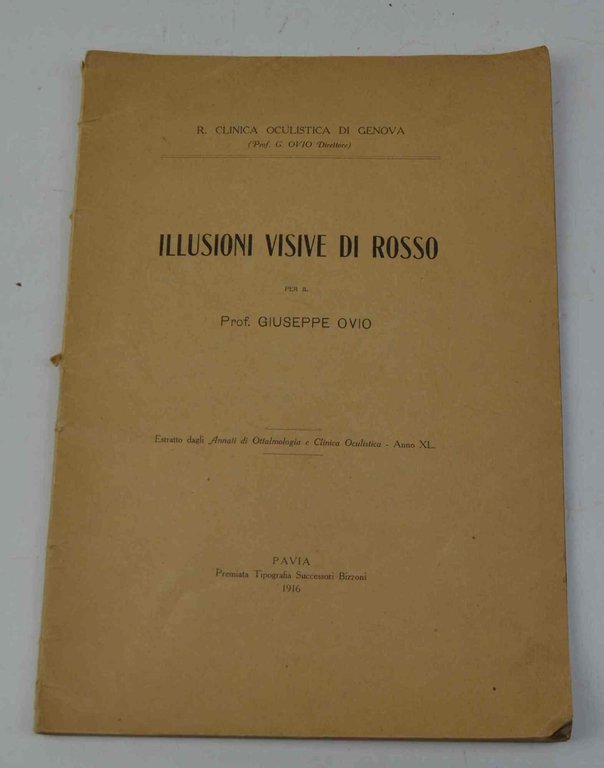 R. CLINICA OCULISTICA DI GENOVA
(Prof. G. OVIO Direttore)
ILLUSIONI VISIVE DI ROSSO
PER IL
Prof. GIUSEPPE OVIO
Estratto dagli Annali di Ottalmologia e Clinica Oculistica - Anno XL.
PAVIA
Premiata Tipografia Successori Bizzoni
1916